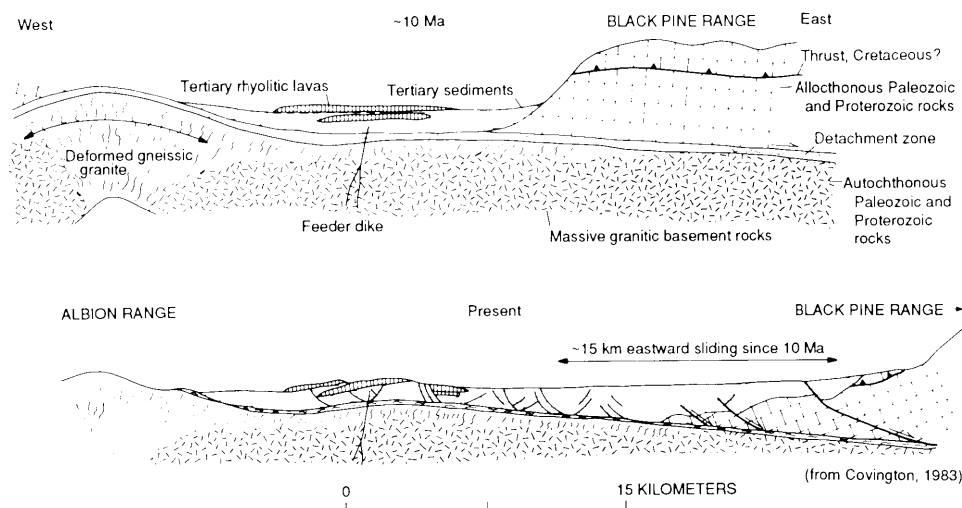 West
~10 Ma
BLACK PINE RANGE
East
Thrust, Cretaceous?
Tertiary rhyolitic lavas
Tertiary sediments
Allocthonous Paleozoic
and Proterozoic rocks
Detachment zone
Deformed gneissic
granite
Autochthonous
Paleozoic and
Proterozoic
rocks
Feeder dike
Massive granitic basement rocks
ALBION RANGE
Present
BLACK PINE RANGE
~15 km eastward sliding since 10 Ma
(from Covington, 1983)
0
15 KILOMETERS